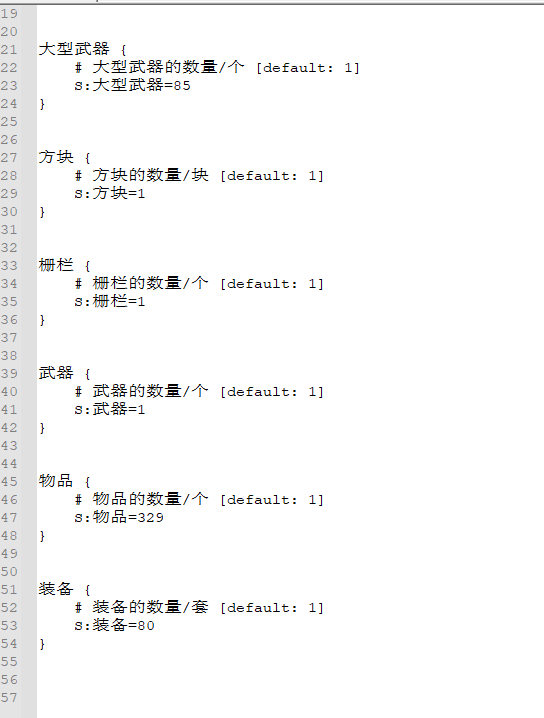 19
20
21 大型武器 {
22     # 大型武器的数量/个 [default: 1]
23     S:大型武器=85
24 }
25
26
27 方块 {
28     # 方块的数量/块 [default: 1]
29     S:方块=1
30 }
31
32
33 栅栏 {
34     # 栅栏的数量/个 [default: 1]
35     S:栅栏=1
36 }
37
38
39 武器 {
40     # 武器的数量/个 [default: 1]
41     S:武器=1
42 }
43
44
45 物品 {
46     # 物品的数量/个 [default: 1]
47     S:物品=329
48 }
49
50
51 装备 {
52     # 装备的数量/套 [default: 1]
53     S:装备=80
54 }
55
56
57